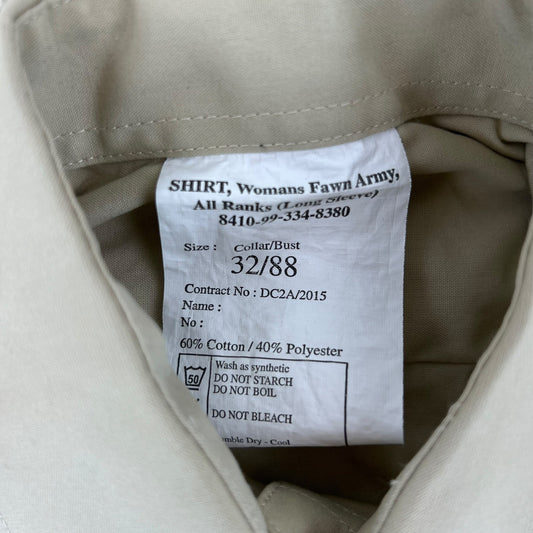 SHIRT, Womans Fawn Army,
All Ranks (Long Sleeve)
8410-99-334-8380
Size : Collar/Bust
32/88
Contract No : DC2A/2015
Name :
No :
60% Cotton / 40% Polyester
50
Wash as synthetic
DO NOT STARCH
DO NOT BOIL
DO NOT BLEACH
Dry - Cool